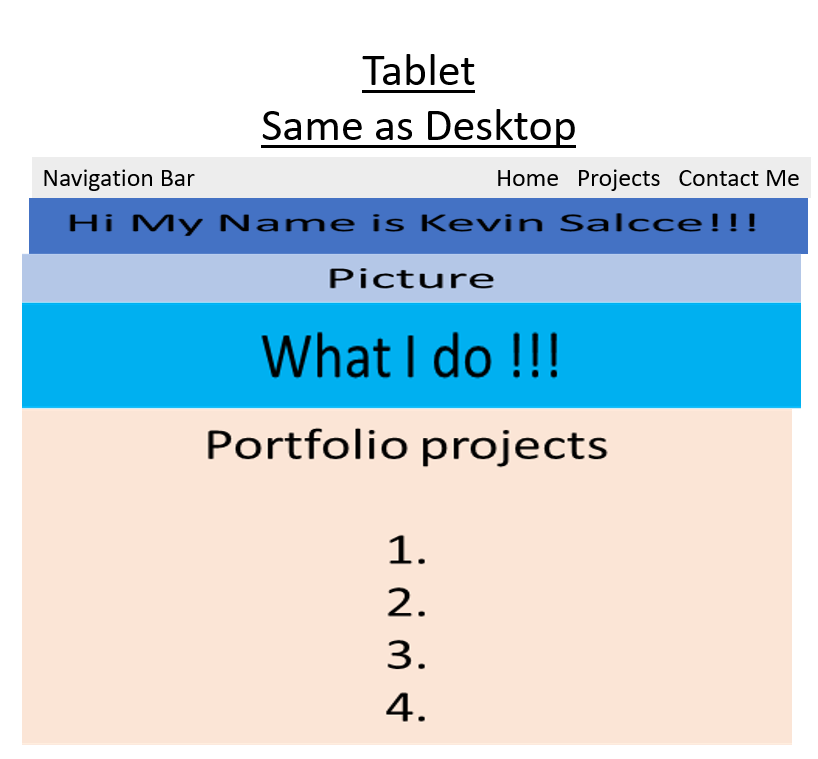 Tablet
Same as Desktop
Navigation Bar Home Projects Contact Me
Hi My Name is Kevin Salcce!!!
Picture
What I do !!!
Portfolio projects
1.
2.
3.
4.